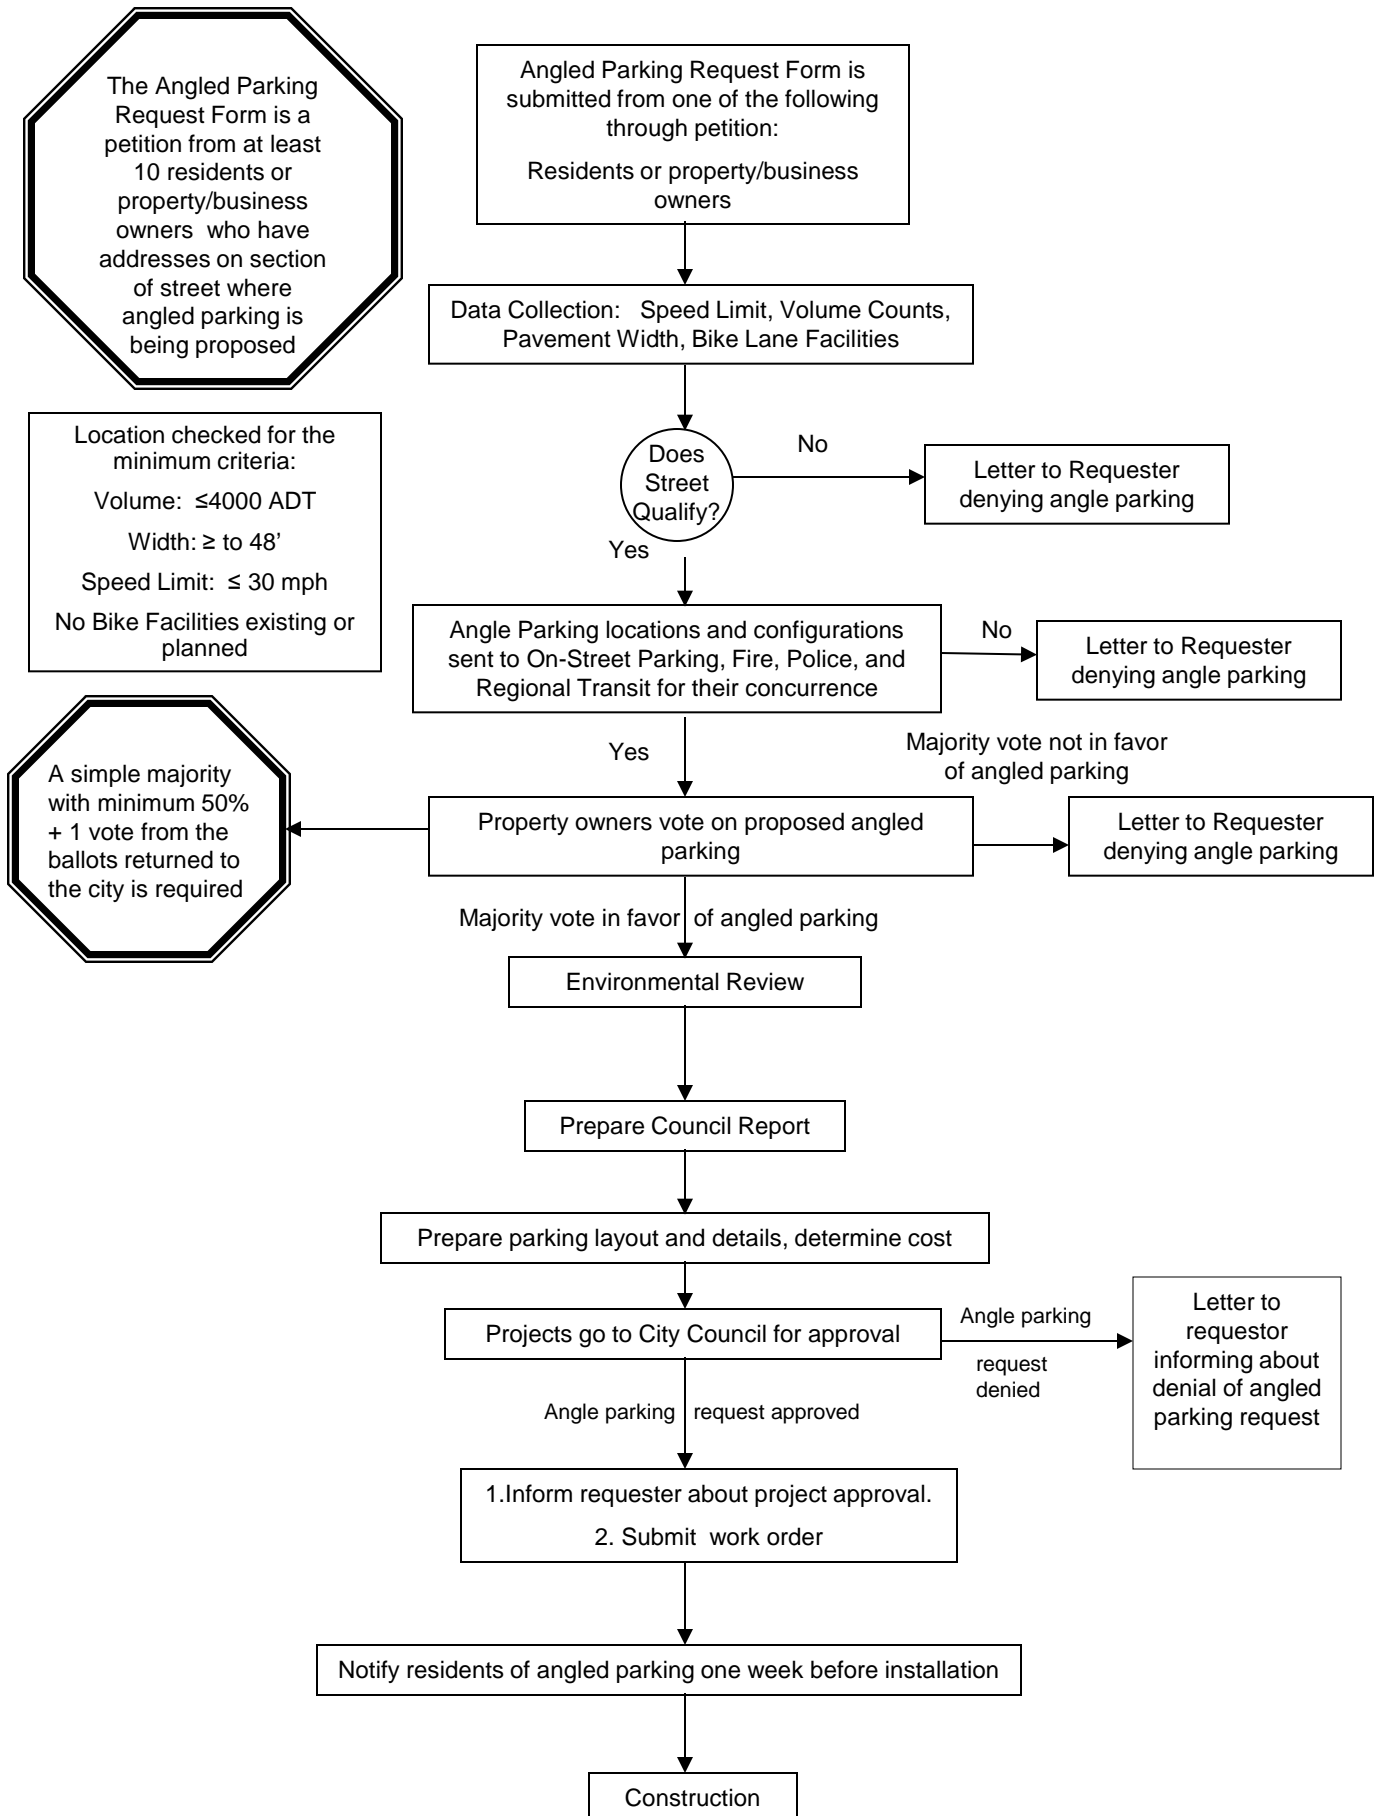 The Angled Parking
Request Form is a
petition from at least
10 residents or
property/business
owners  who have
addresses on section
of street where
angled parking is
being proposed
Angled Parking Request Form is
submitted from one of the following
through petition:
Residents or property/business
owners
Data Collection:   Speed Limit, Volume Counts,
Pavement Width, Bike Lane Facilities
Location checked for the
minimum criteria:
Volume:  ≤4000 ADT
Width: ≥ to 48’
Speed Limit:  ≤ 30 mph
No Bike Facilities existing or
planned
Does
Street
Qualify?
No
Letter to Requester
denying angle parking
Yes
Angle Parking locations and configurations
sent to On-Street Parking, Fire, Police, and
Regional Transit for their concurrence
No
Letter to Requester
denying angle parking
Yes
Majority vote not in favor
of angled parking
A simple majority
with minimum 50%
+ 1 vote from the
ballots returned to
the city is required
Property owners vote on proposed angled
parking
Letter to Requester
denying angle parking
Majority vote in favor of angled parking
Environmental Review
Prepare Council Report
Prepare parking layout and details, determine cost
Projects go to City Council for approval
Angle parking
request
denied
Letter to
requestor
informing about
denial of angled
parking request
Angle parking request approved
1.Inform requester about project approval.
2. Submit  work order
Notify residents of angled parking one week before installation
Construction